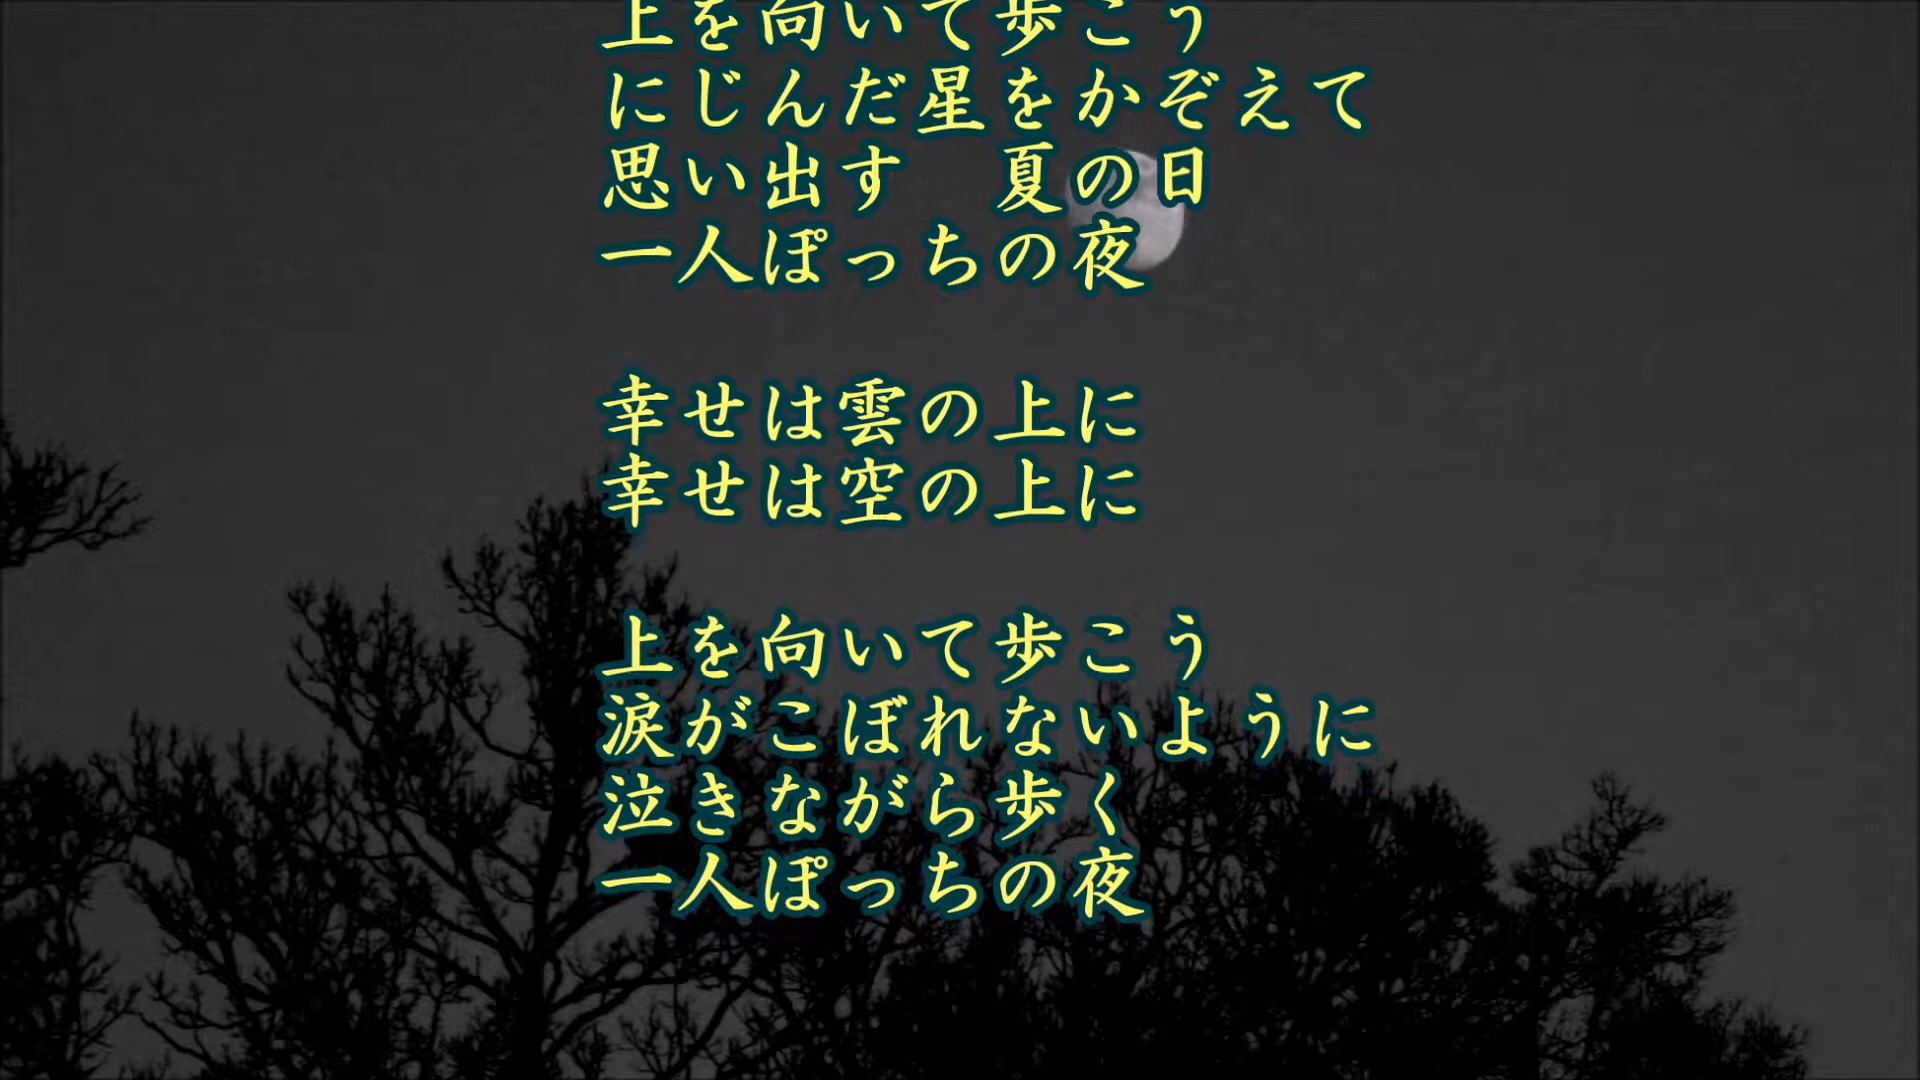 上を向いて歩こう
にじんだ星をかぞえて
思い出す　夏の日
一人ぽっちの夜
幸せは雲の上に
幸せは空の上に
上を向いて歩こう
涙がこぼれないように
泣きながら歩く
一人ぽっちの夜